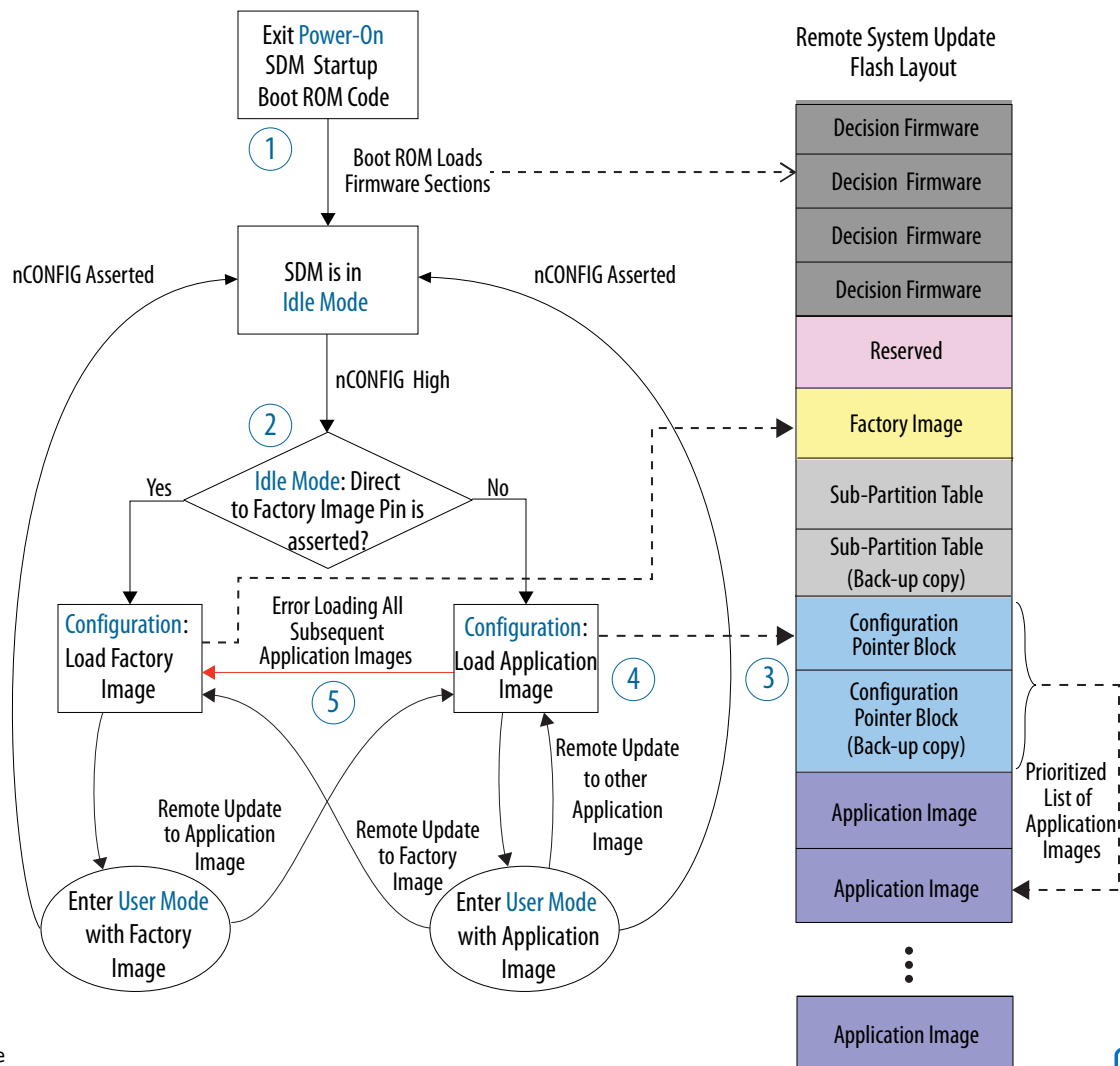 Exit Power-On
SDM Startup
Boot ROM Code
1
Boot ROM Loads
Firmware Sections
nCONFIG Asserted
SDM is in
Idle Mode
nCONFIG Asserted
nCONFIG High
2
Idle Mode: Direct
to Factory Image Pin is
asserted?
Yes
No
Configuration:
Load Factory
Image
Error Loading All
Subsequent
Application Images
5
Configuration:
Load Application
Image
4
3
Remote Update
to Application
Image
Remote Update
to Factory
Image
Remote Update
to other
Application
Image
Enter User Mode
with Factory
Image
Enter User Mode
with Application
Image
Remote System Update
Flash Layout
Decision Firmware
Decision Firmware
Decision Firmware
Decision Firmware
Reserved
Factory Image
Sub-Partition Table
Sub-Partition Table
(Back-up copy)
Configuration
Pointer Block
Configuration
Pointer Block
(Back-up copy)
Prioritized
List of
Application
Images
Application Image
Application Image
Application Image
e